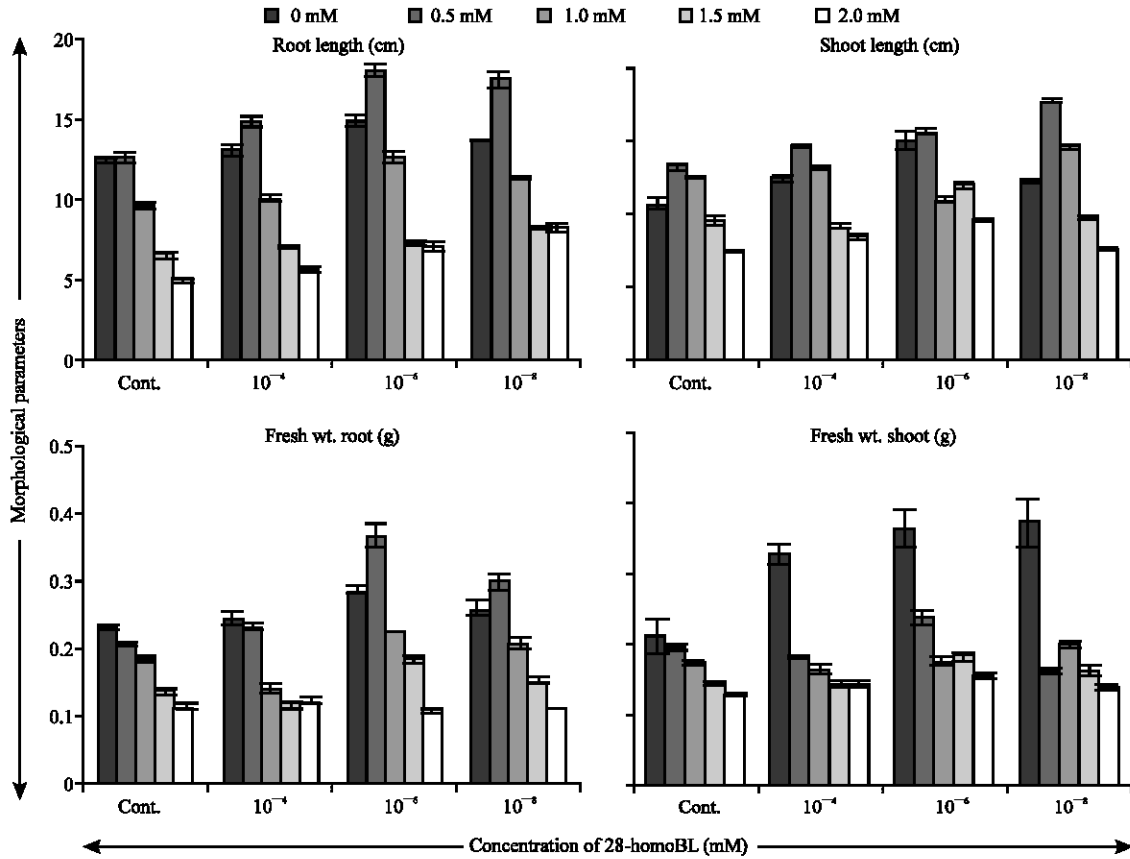 0 mM 0.5 mM 1.0 mM 1.5 mM 2.0 mM
Root length (cm)
Shoot length (cm)
20
15
10
5
0
Cont. 10⁻⁴ 10⁻⁶ 10⁻⁸
Cont. 10⁻⁴ 10⁻⁶ 10⁻⁸
Morphological parameters
Fresh wt. root (g)
Fresh wt. shoot (g)
0.5
0.4
0.3
0.2
0.1
0
Cont. 10⁻⁴ 10⁻⁶ 10⁻⁸
Cont. 10⁻⁴ 10⁻⁶ 10⁻⁸
Concentration of 28-homoBL (mM)